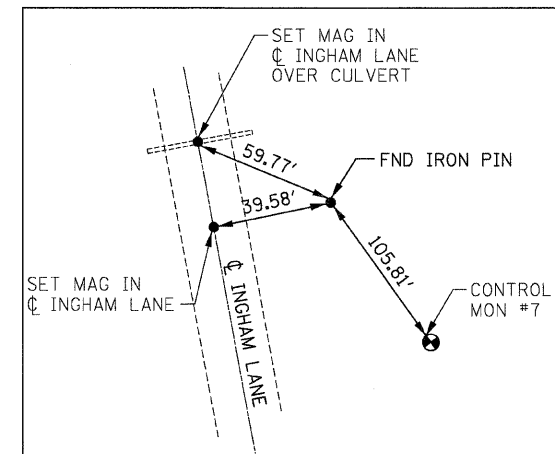 SET MAG IN
℄ INGHAM LANE
OVER CULVERT
59.77'
FND IRON PIN
39.58'
105.81'
SET MAG IN
℄ INGHAM LANE
℄ INGHAM LANE
CONTROL
MON #7